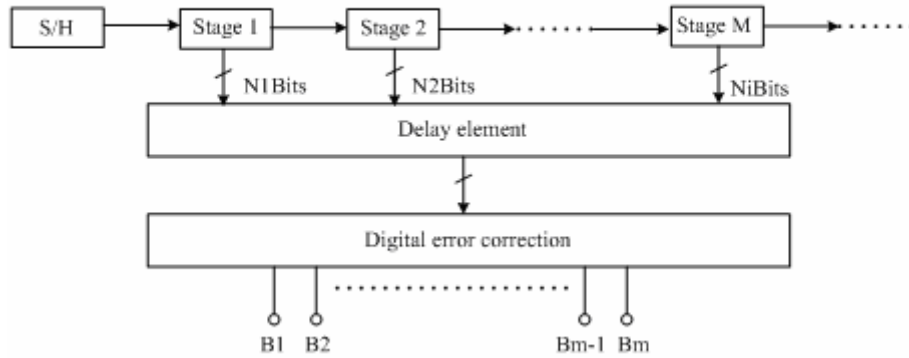 S/H
Stage 1
Stage 2
Stage M
N1Bits
N2Bits
NiBits
Delay element
Digital error correction
B1
B2
Bm-1
Bm